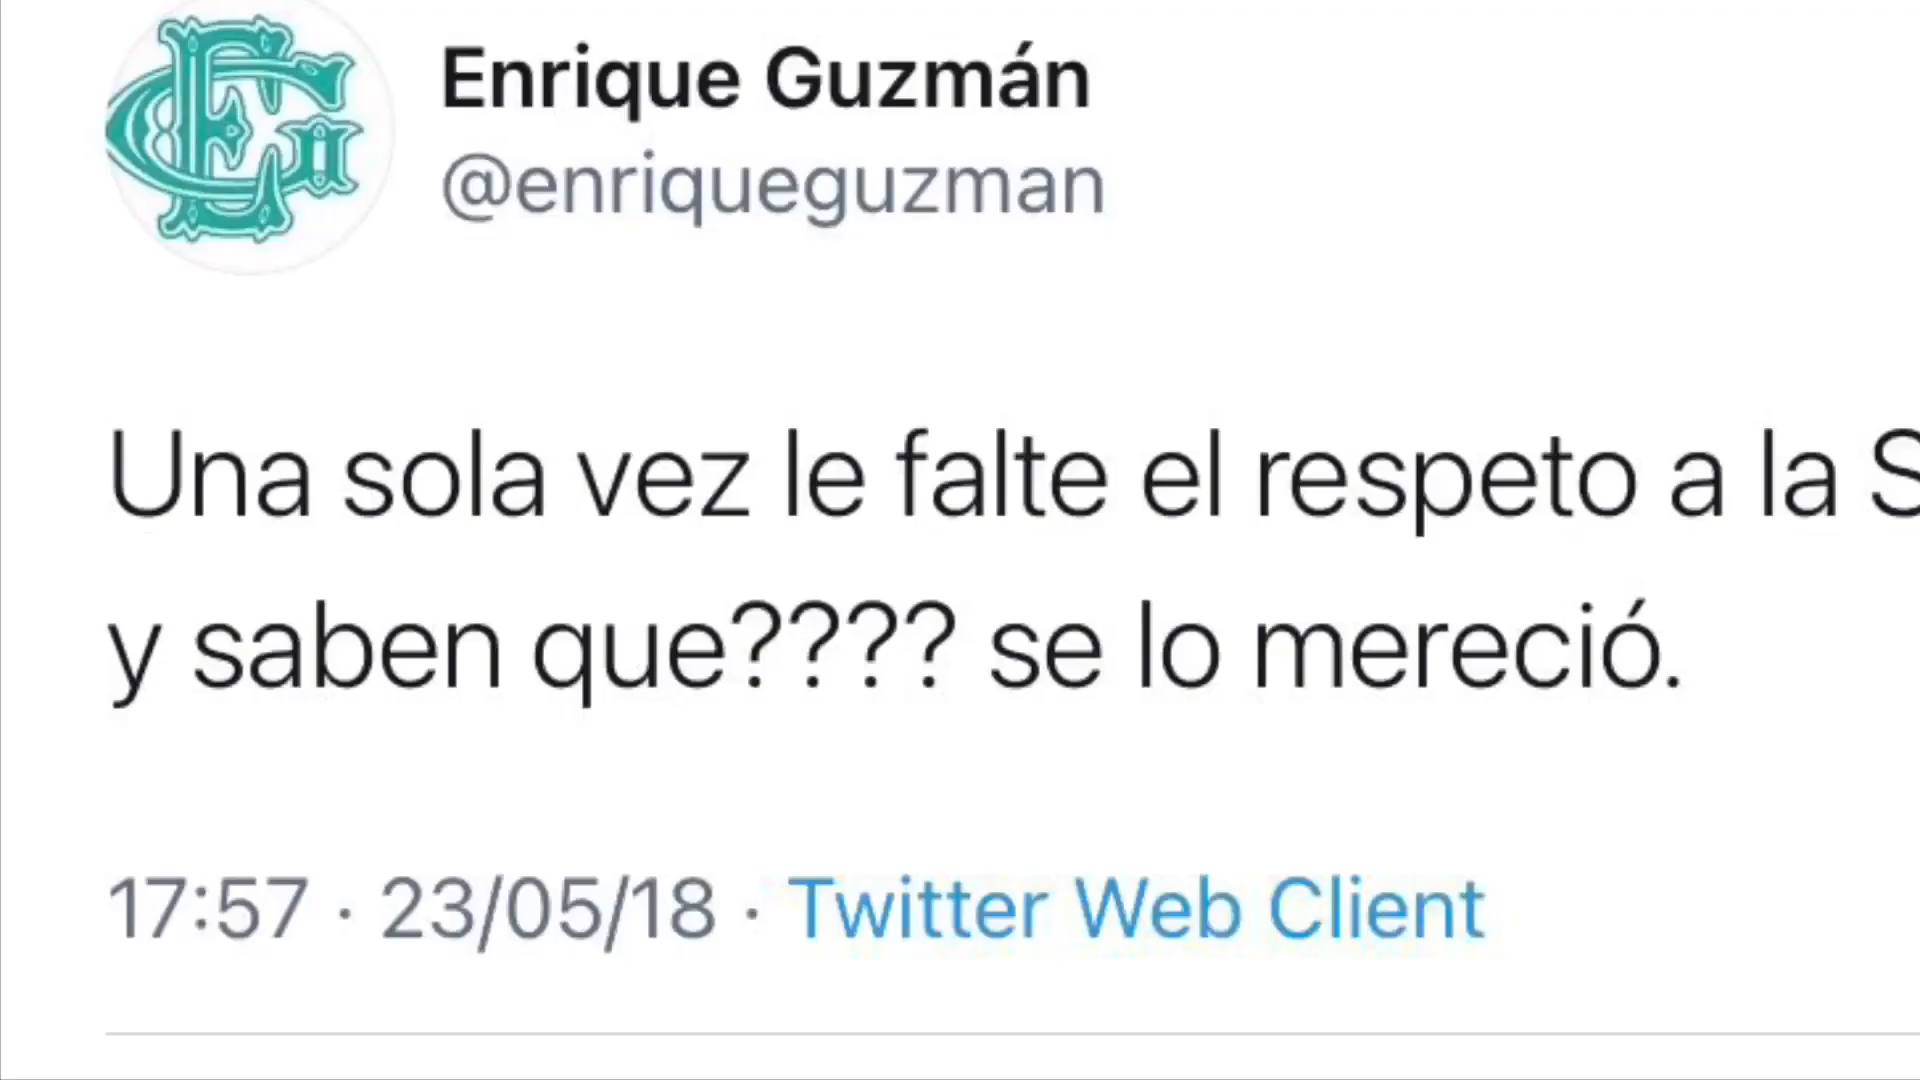 Enrique Guzmán
@enriqueguzman
Una sola vez le falte el respeto a la S
y saben que???? se lo mereció.
17:57 · 23/05/18 · Twitter Web Client